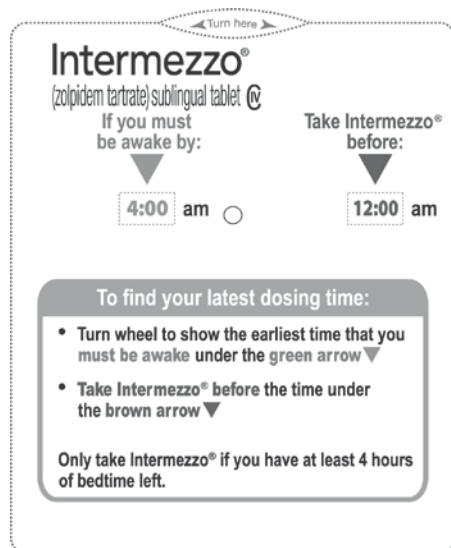 Turn here
Intermezzo®
(zolpidem tartrate) sublingual tablet CIV
If you must
be awake by:
Take Intermezzo®
before:
4:00 am
12:00 am
To find your latest dosing time:
• Turn wheel to show the earliest time that you
must be awake under the green arrow▼
• Take Intermezzo® before the time under
the brown arrow▼
Only take Intermezzo® if you have at least 4 hours
of bedtime left.